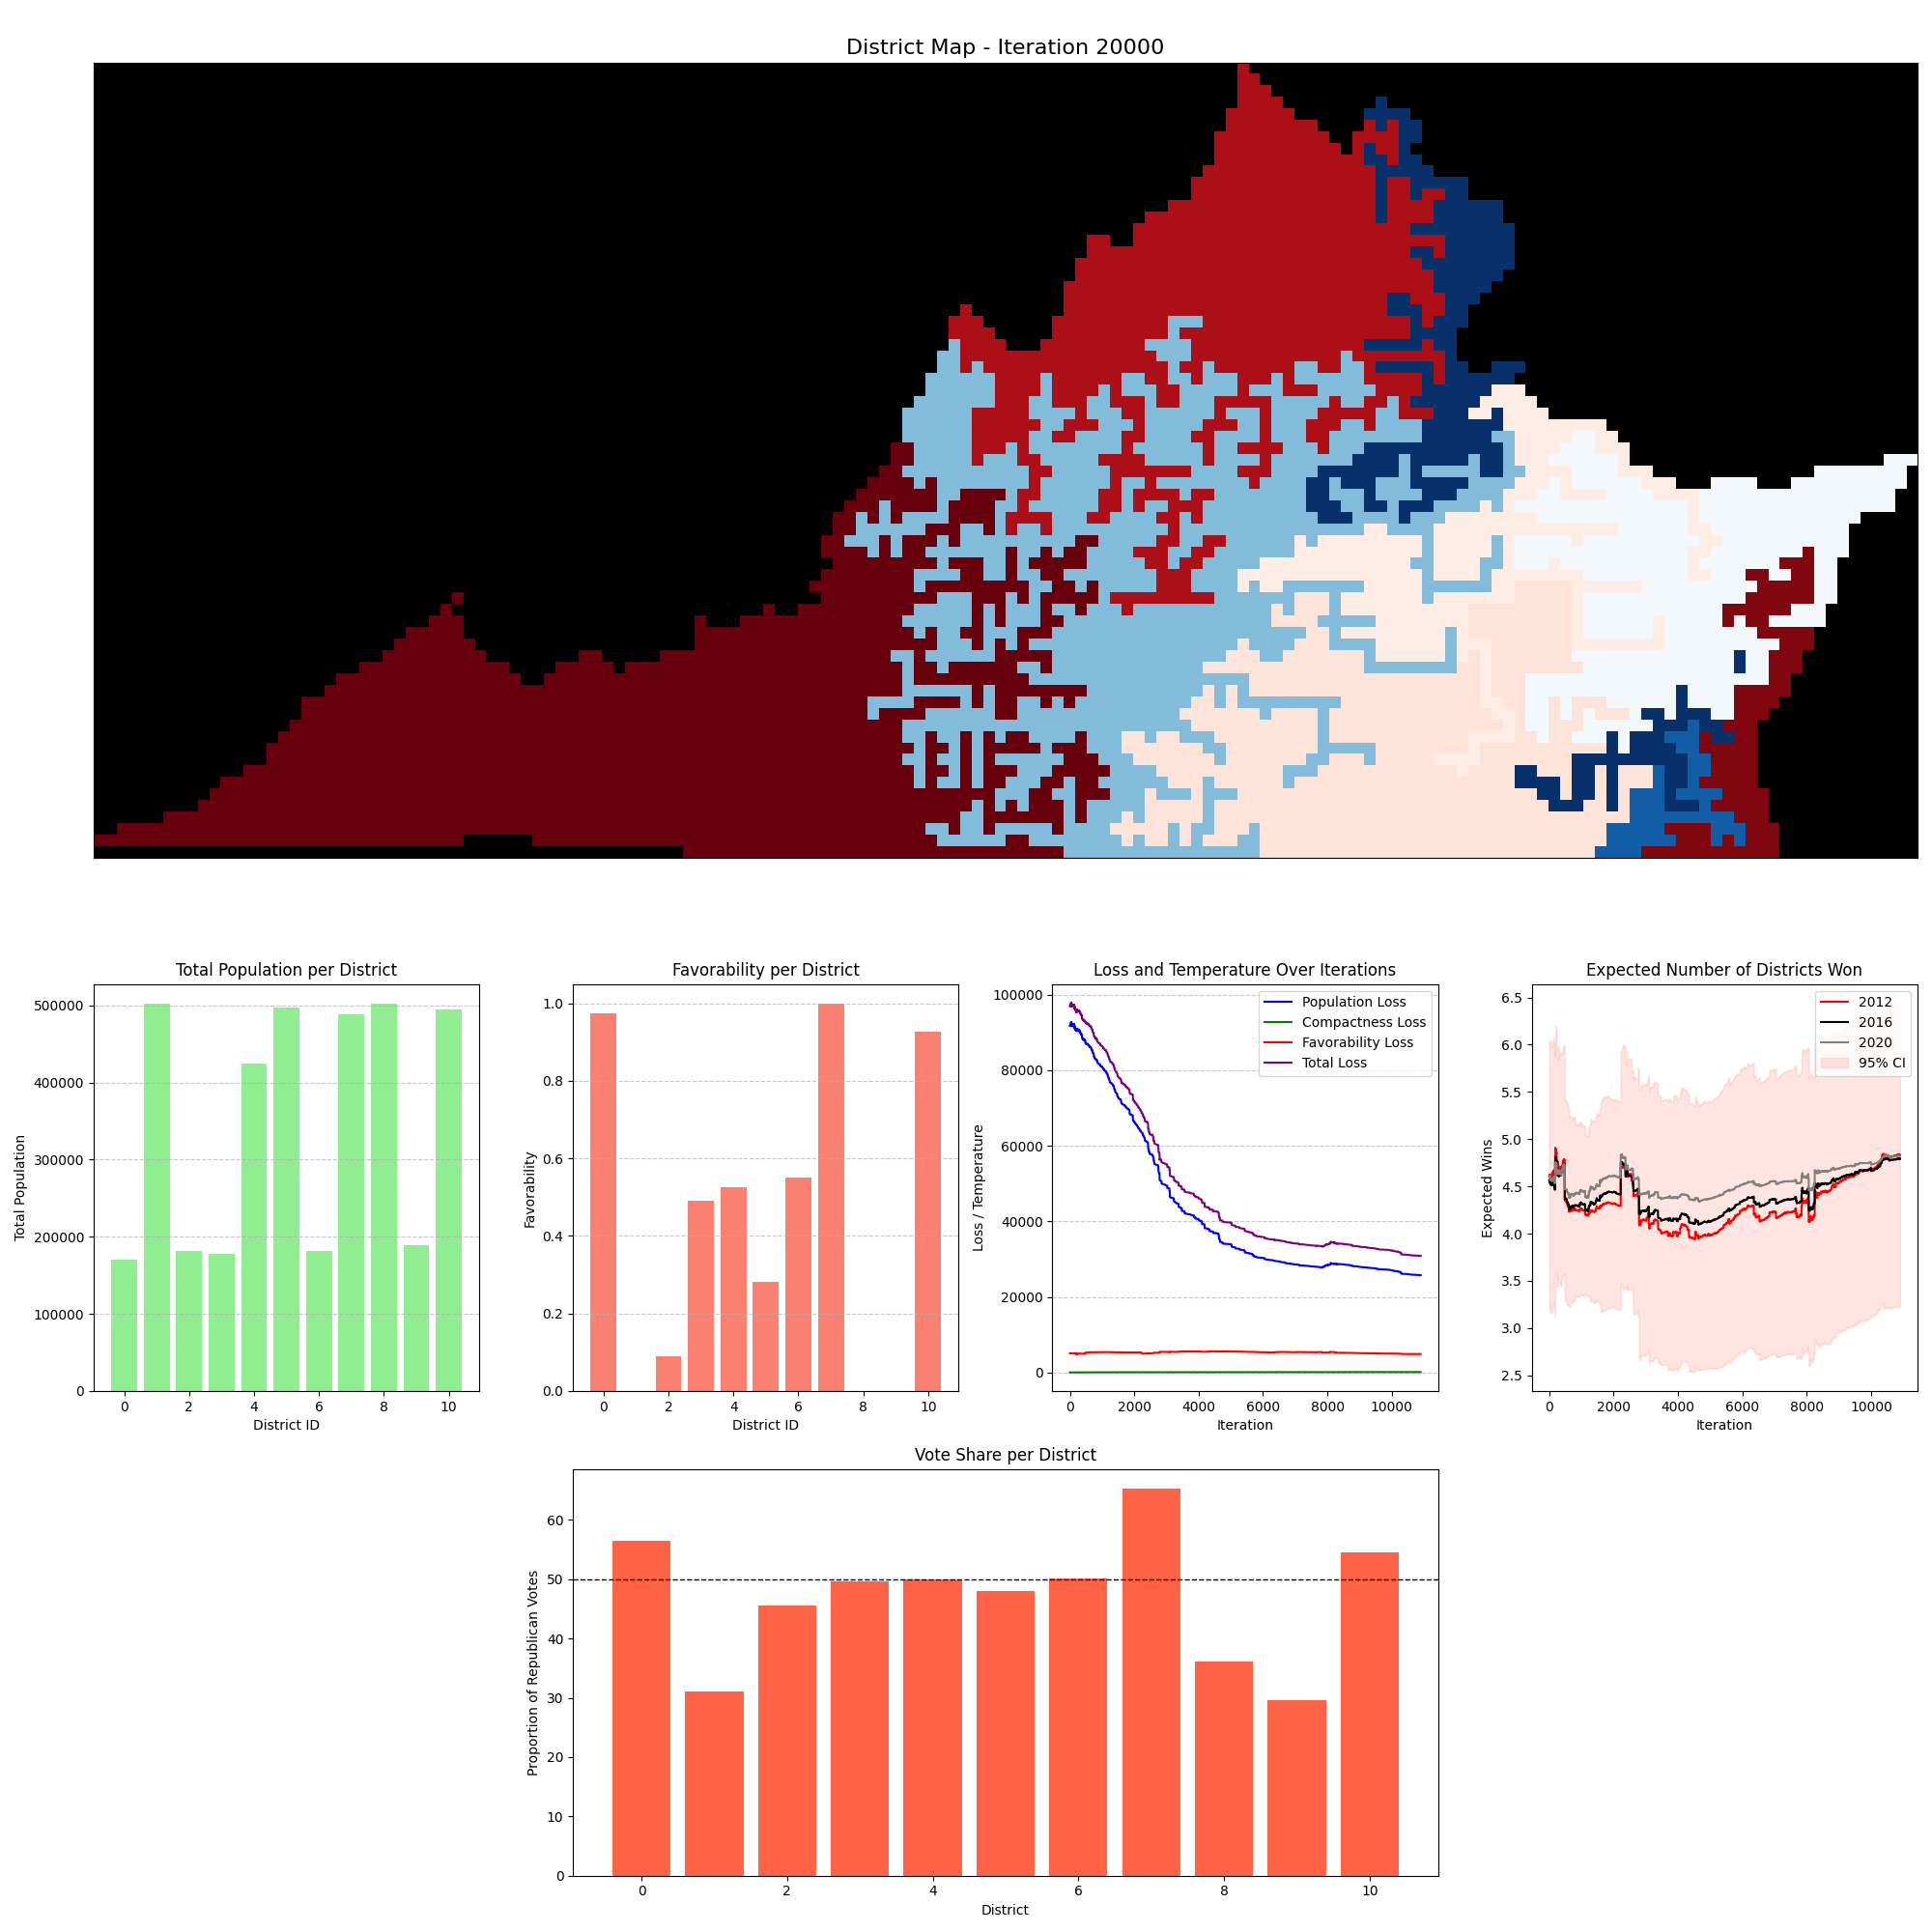 District Map - Iteration 20000
Total Population per District
Total Population
500000
400000
300000
200000
100000
0
0 2 4 6 8 10
District ID
Favorability per District
Favorability
1.0
0.8
0.6
0.4
0.2
0.0
0 2 4 6 8 10
District ID
Loss and Temperature Over Iterations
Loss / Temperature
100000
80000
60000
40000
20000
0
Population Loss
Compactness Loss
Favorability Loss
Total Loss
0 2000 4000 6000 8000 10000
Iteration
Expected Number of Districts Won
Expected Wins
6.5
6.0
5.5
5.0
4.5
4.0
3.5
3.0
2.5
2012
2016
2020
95% CI
0 2000 4000 6000 8000 10000
Iteration
Vote Share per District
Proportion of Republican Votes
60
50
40
30
20
10
0
0 2 4 6 8 10
District